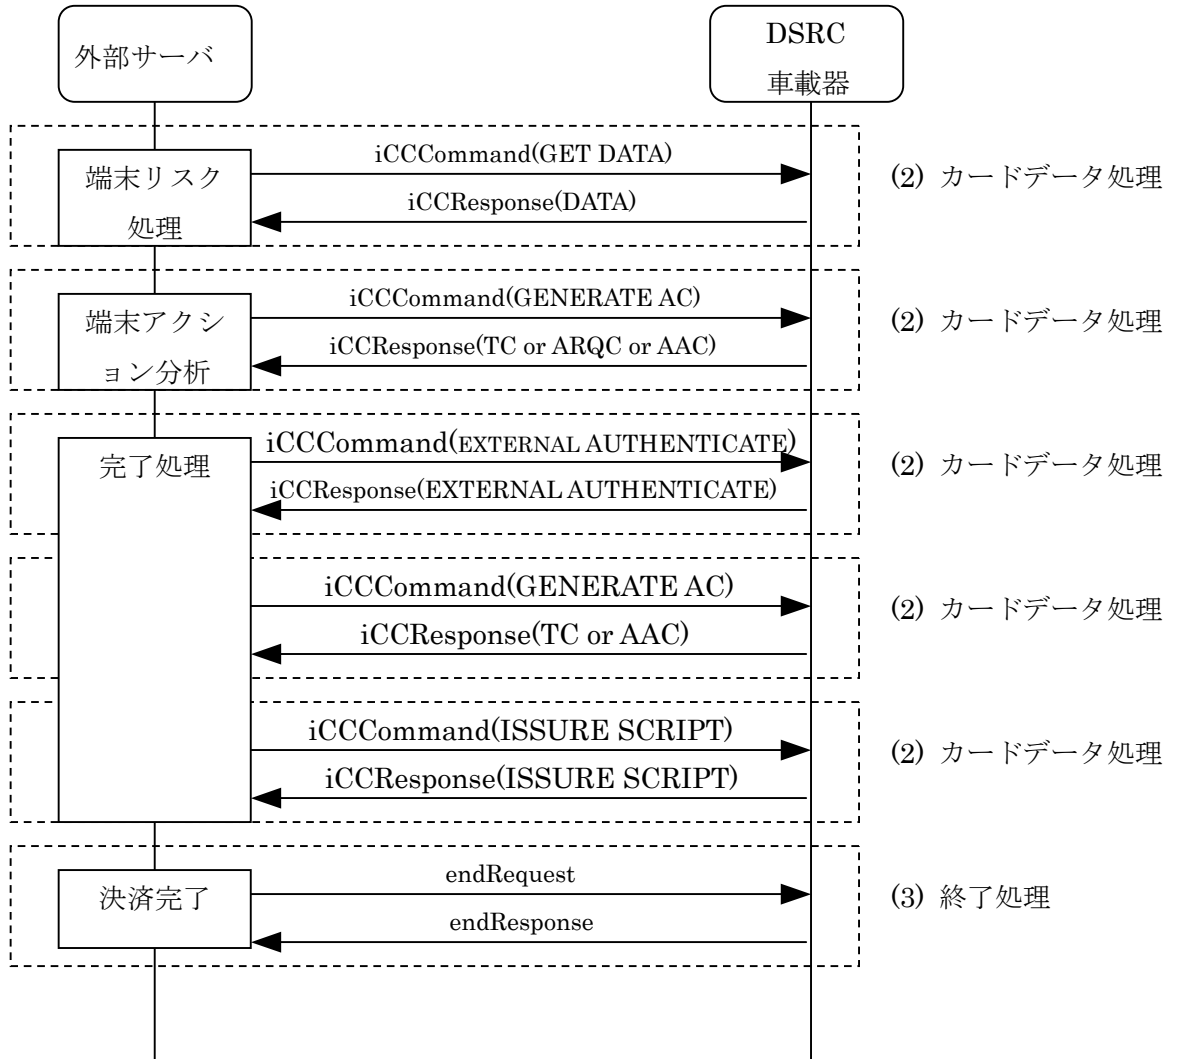 外部サーバ
DSRC
車載器
iCCCommand(GET DATA)
端末リスク
処理
iCCResponse(DATA)
(2) カードデータ処理
iCCCommand(GENERATE AC)
端末アクシ
ョン分析
iCCResponse(TC or ARQC or AAC)
(2) カードデータ処理
iCCCommand(EXTERNAL AUTHENTICATE)
完了処理
iCCResponse(EXTERNAL AUTHENTICATE)
(2) カードデータ処理
iCCCommand(GENERATE AC)
iCCResponse(TC or AAC)
(2) カードデータ処理
iCCCommand(ISSURE SCRIPT)
iCCResponse(ISSURE SCRIPT)
(2) カードデータ処理
endRequest
決済完了
endResponse
(3) 終了処理